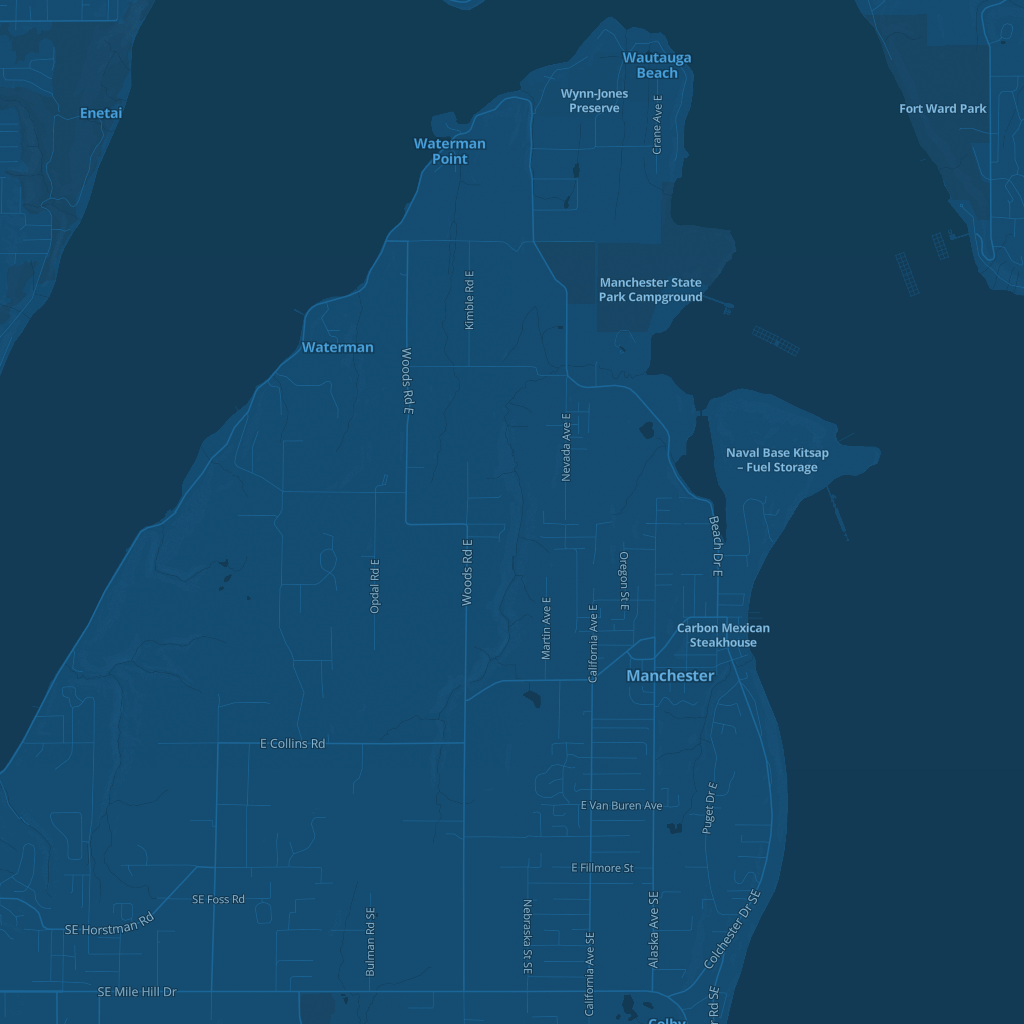 Wautauga
Beach
Wynn-Jones
Preserve
Enetai
Fort Ward Park
Crane Ave E
Waterman
Point
Manchester State
Park Campground
Kimble Rd E
Waterman
Woods Rd E
Nevada Ave E
Naval Base Kitsap
– Fuel Storage
Beach Dr E
Woods Rd E
Opdal Rd E
Oregon St E
Martin Ave E
California Ave E
Carbon Mexican
Steakhouse
Manchester
E Collins Rd
Puget Dr E
E Van Buren Ave
E Fillmore St
SE Foss Rd
SE Horstman Rd
Bulman Rd SE
Nebraska St SE
California Ave SE
Alaska Ave SE
Colchester Dr SE
SE Mile Hill Dr
r Rd SE
Colby